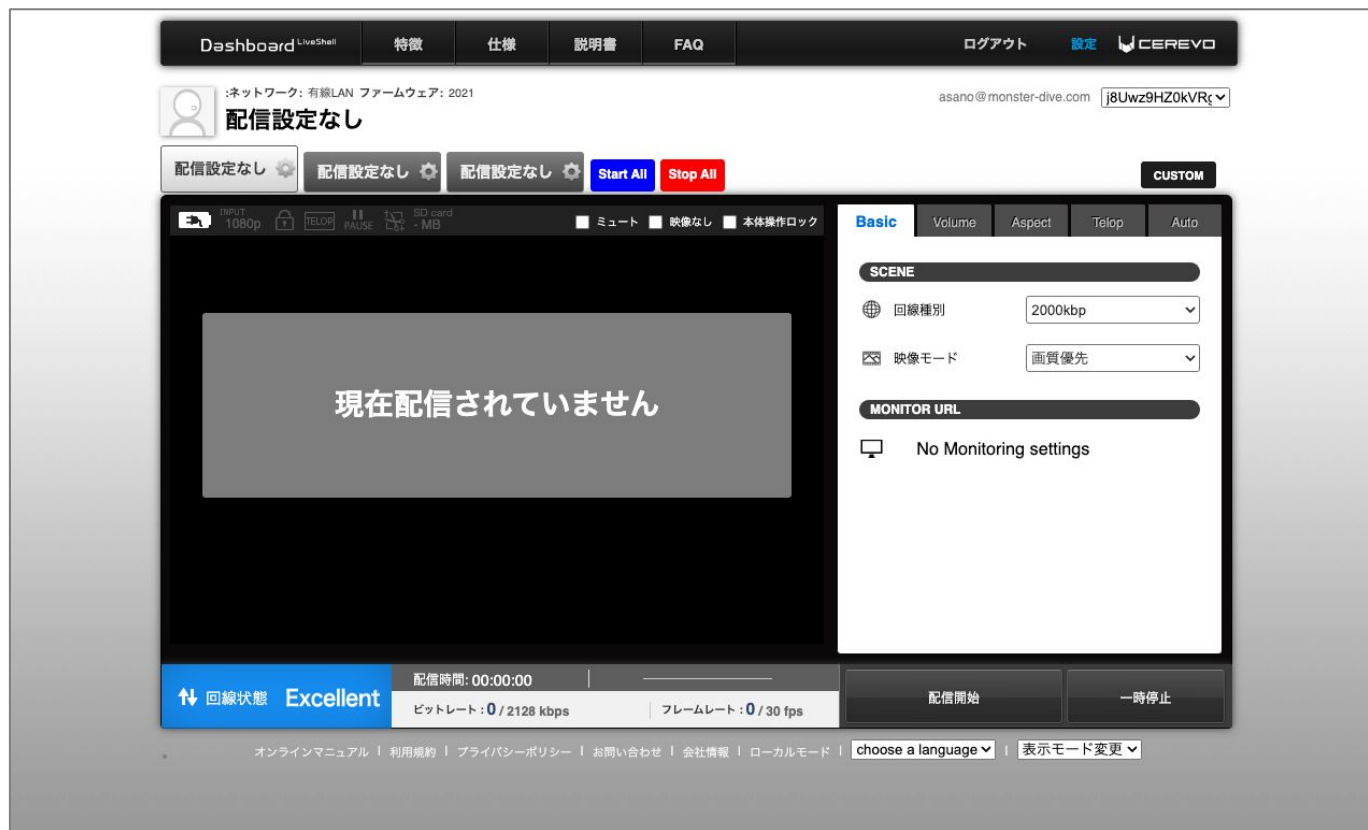 Dashboard LiveShell 特徴 仕様 説明書 FAQ ログアウト 設定 CEREVO
:ネットワーク: 有線LAN ファームウェア: 2021
asano@monster-dive.com j8Uwz9HZ0kVRç
配信設定なし
配信設定なし 配信設定なし 配信設定なし Start All Stop All CUSTOM
INPUT 1080p TELOP PAUSE SD card - MB ミュート 映像なし 本体操作ロック
Basic Volume Aspect Telop Auto
SCENE
回線種別 2000kbp
映像モード 画質優先
現在配信されていません
MONITOR URL
No Monitoring settings
回線状態 Excellent
配信時間: 00:00:00
ビットレート : 0 / 2128 kbps フレームレート : 0 / 30 fps
配信開始 一時停止
オンラインマニュアル | 利用規約 | プライバシーポリシー | お問い合わせ | 会社情報 | ローカルモード | choose a language | 表示モード変更